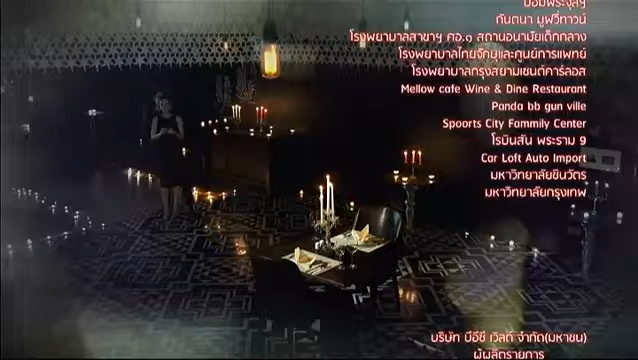 กันตนา มูฟวี่ทาวน์
โรงพยาบาลสาขาฯ ศอ.๑ สถานอนามัยเด็กกลาง
โรงพยาบาลไทยจักษุและศูนย์การแพทย์
โรงพยาบาลกรุงสยามเซนต์คาร์ลอส
Mellow cafe Wine & Dine Restaurant
Panda bb gun ville
Spoorts City Fammily Center
โรบินสัน พระราม 9
Car Loft Auto Import
มหาวิทยาลัยชินวัตร
มหาวิทยาลัยกรุงเทพ
บริษัท บีอีซี เวิลด์ จำกัด(มหาชน)
ผู้ผลิตรายการ